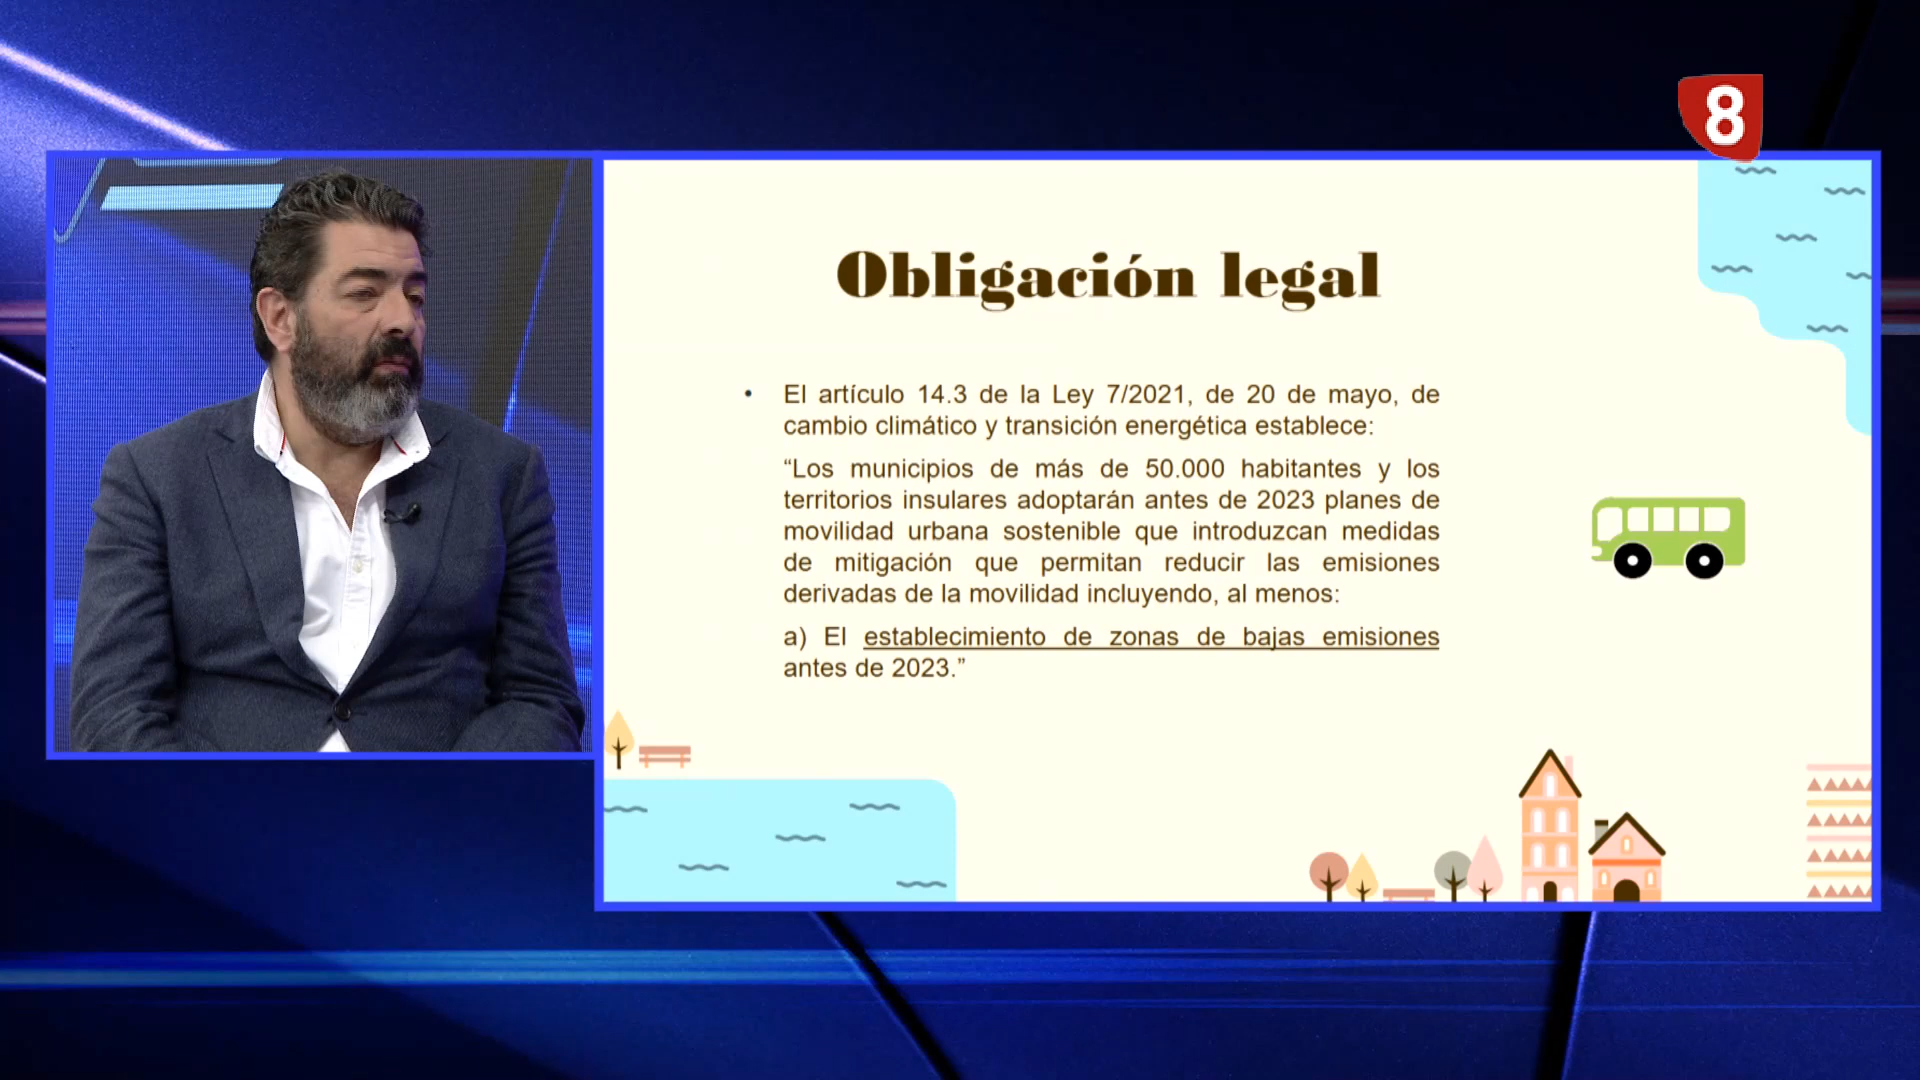 8
Obligación legal
• El artículo 14.3 de la Ley 7/2021, de 20 de mayo, de
cambio climático y transición energética establece:
“Los municipios de más de 50.000 habitantes y los
territorios insulares adoptarán antes de 2023 planes de
movilidad urbana sostenible que introduzcan medidas
de mitigación que permitan reducir las emisiones
derivadas de la movilidad incluyendo, al menos:
a) El establecimiento de zonas de bajas emisiones
antes de 2023.”